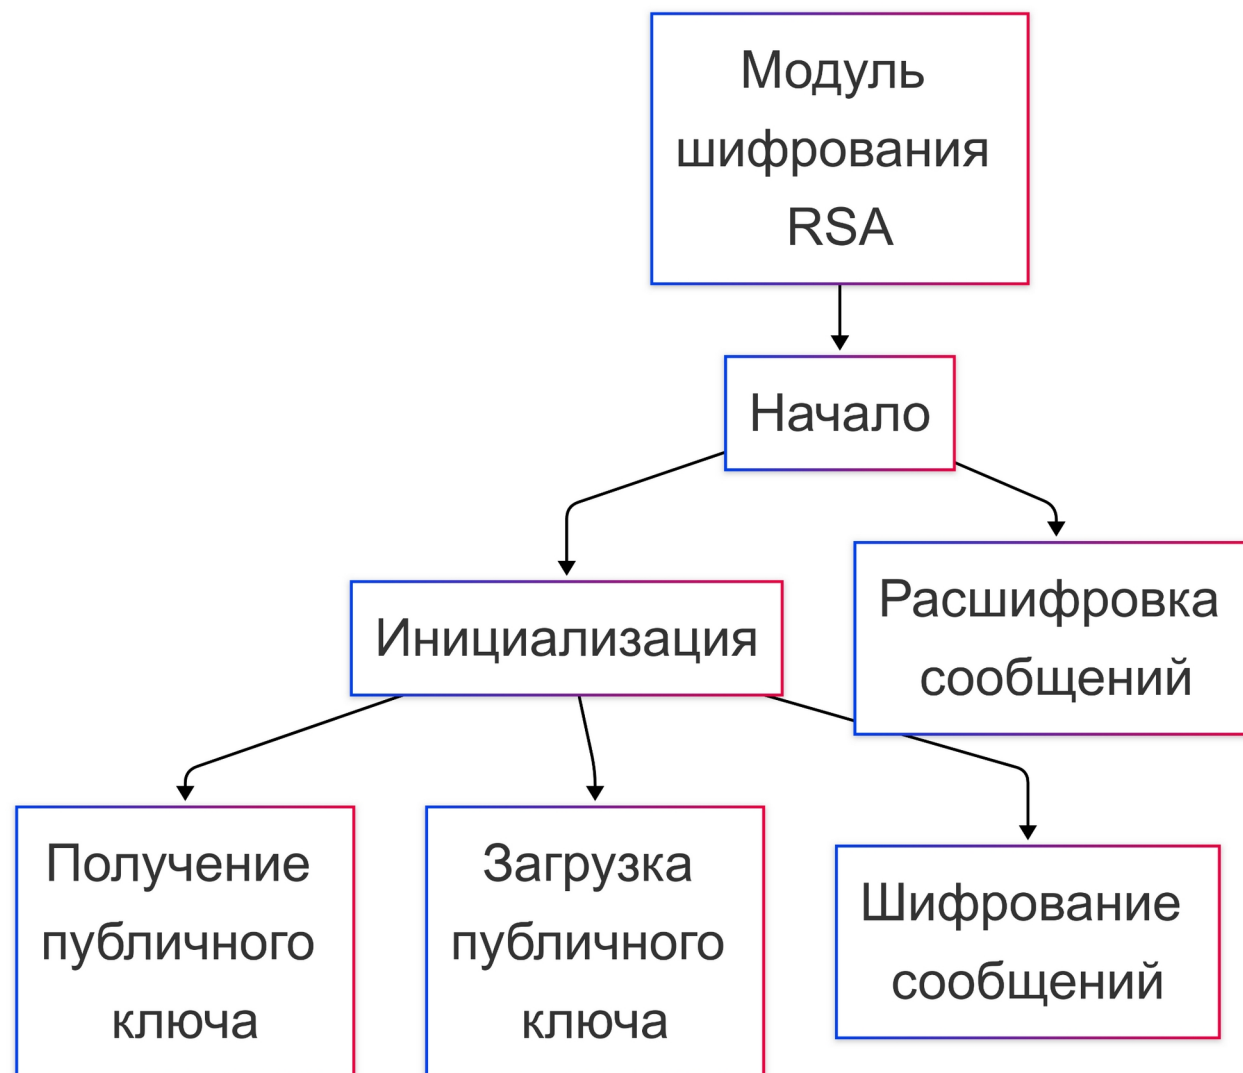 Модуль
шифрования
RSA
Начало
Инициализация
Расшифровка
сообщений
Получение
публичного
ключа
Загрузка
публичного
ключа
Шифрование
сообщений